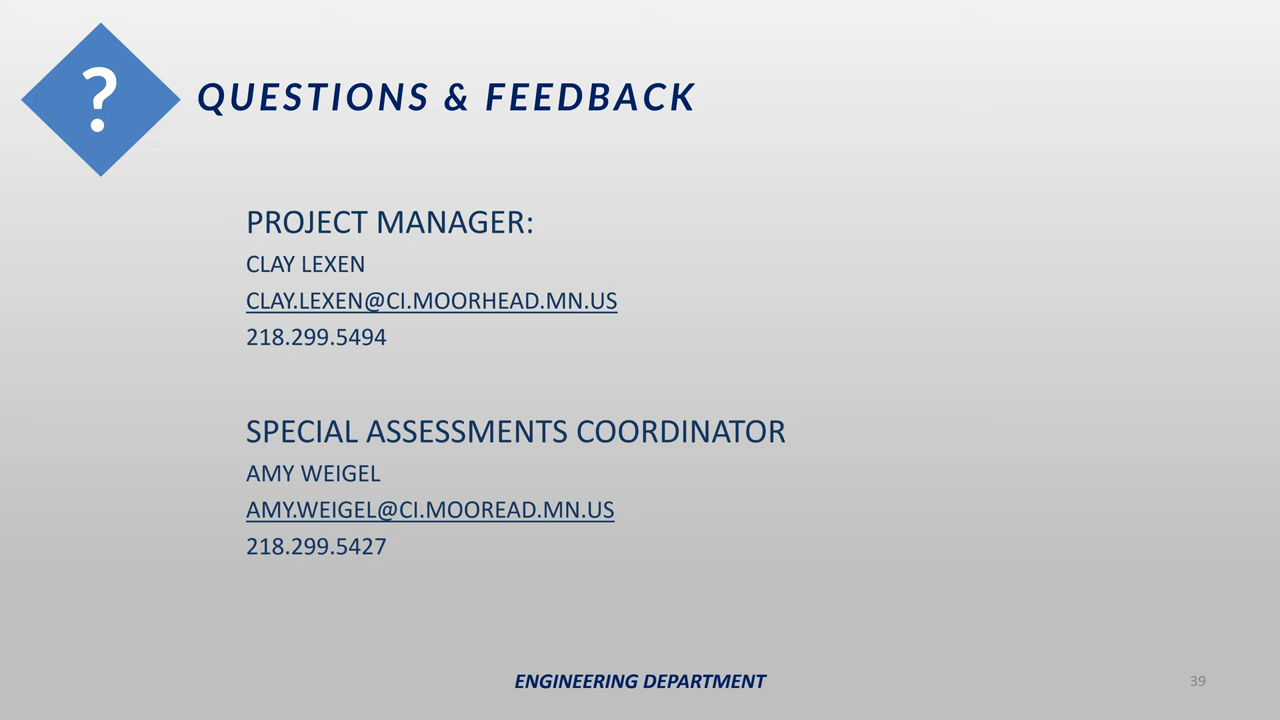 ?
QUESTIONS & FEEDBACK
PROJECT MANAGER:
CLAY LEXEN
CLAY.LEXEN@CI.MOORHEAD.MN.US
218.299.5494
SPECIAL ASSESSMENTS COORDINATOR
AMY WEIGEL
AMY.WEIGEL@CI.MOOREAD.MN.US
218.299.5427
ENGINEERING DEPARTMENT
39